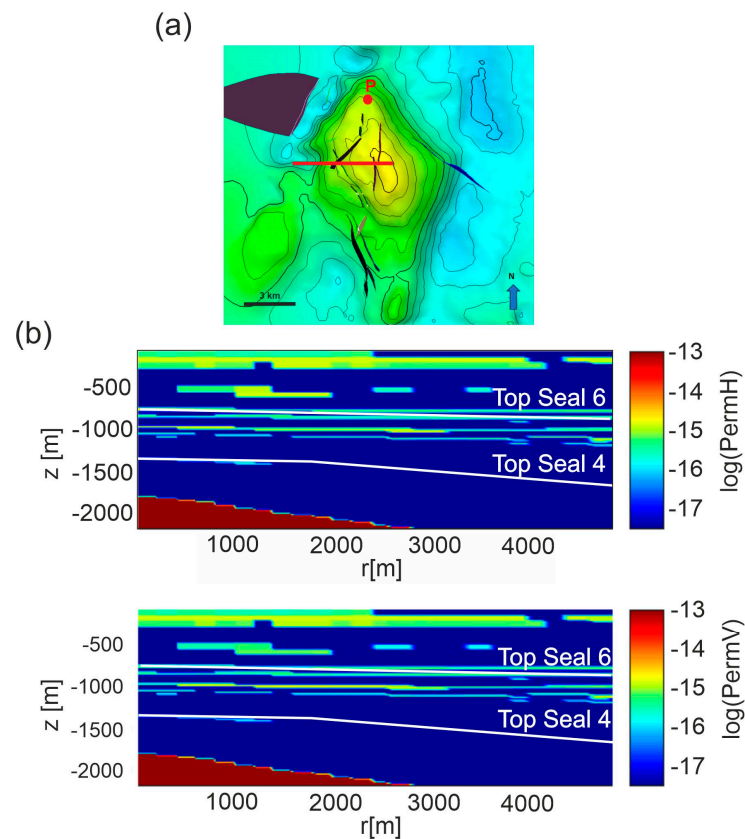 (a)
P
N
3 km
(b)
-500
-1000
-1500
-2000
z [m]
Top Seal 6
Top Seal 4
1000 2000 3000 4000
r[m]
-13
-14
-15
-16
-17
log(PermH)
-500
-1000
-1500
-2000
z [m]
Top Seal 6
Top Seal 4
1000 2000 3000 4000
r[m]
-13
-14
-15
-16
-17
log(PermV)